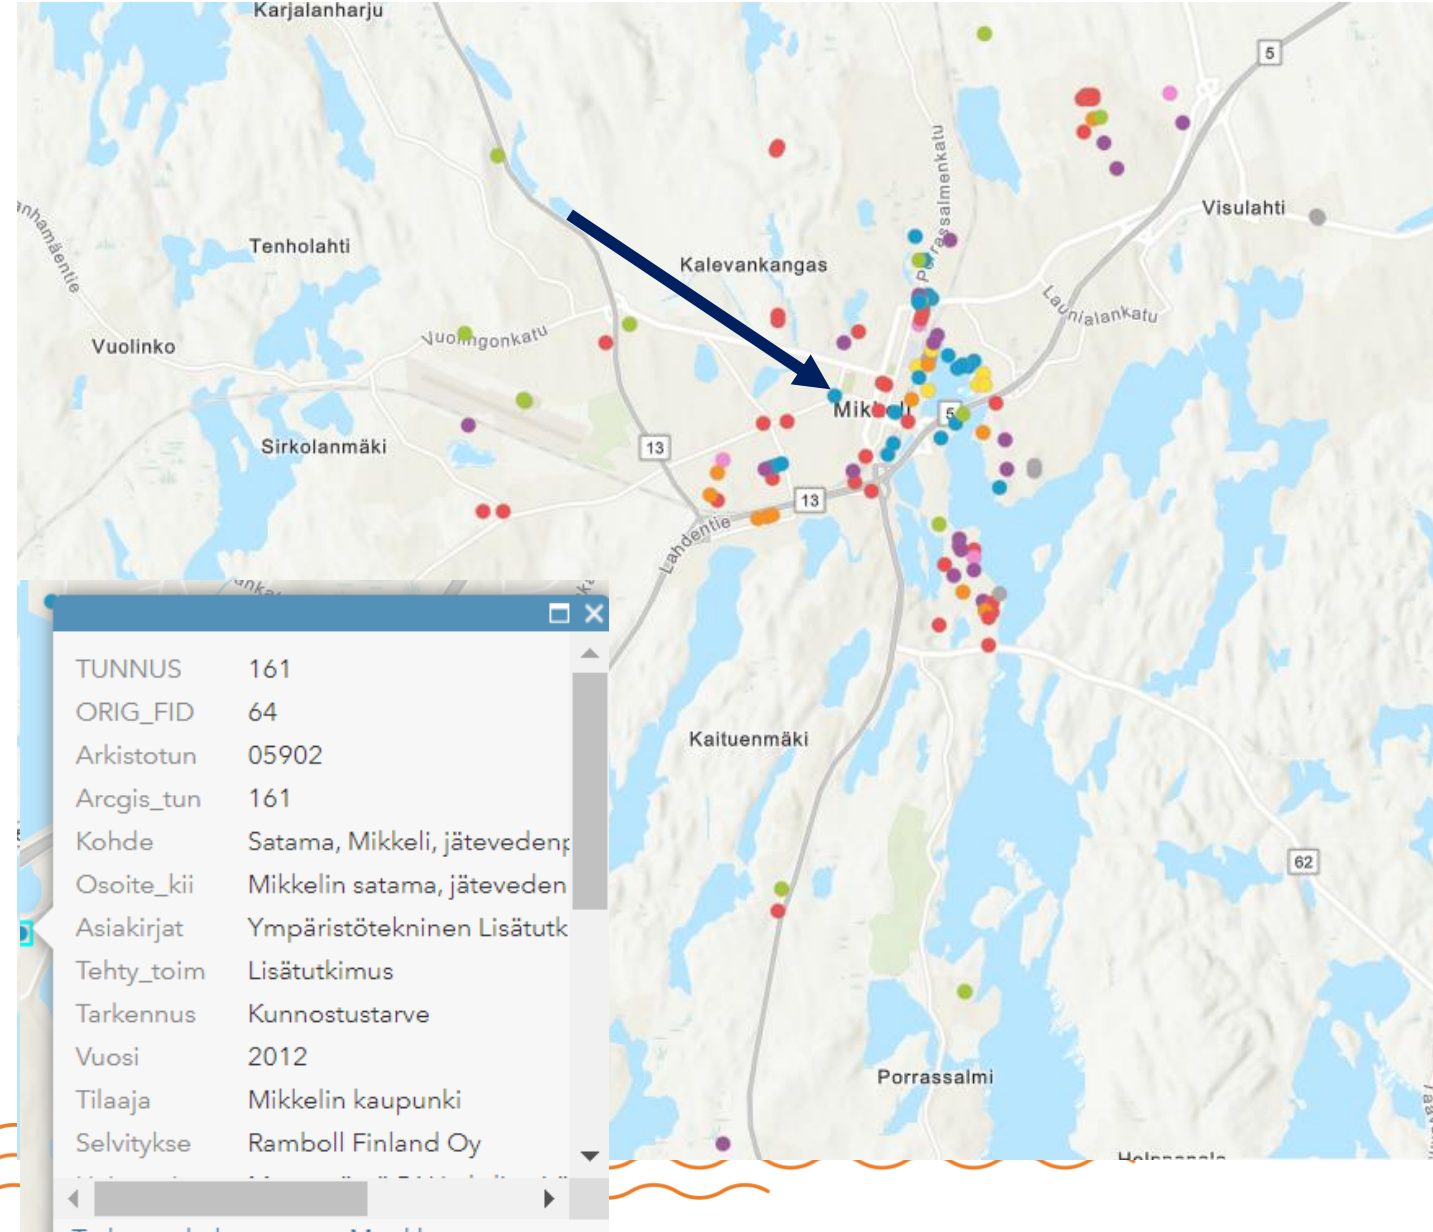 Karjalanharju
5
Porrassalmenkatu
Visulahti
Tenholahti
Kalevankangas
Launialankatu
Vuolingonkatu
Vuolinko
Mikkeli
5
Sirkolanmäki
13
13
Lahdentie
Kaituenmäki
62
Porrassalmi
TUNNUS 161
ORIG_FID 64
Arkistotun 05902
Arcgis_tun 161
Kohde Satama, Mikkeli, jätevedenp
Osoite_kii Mikkelin satama, jäteveden
Asiakirjat Ympäristötekninen Lisätutk
Tehty_toim Lisätutkimus
Tarkennus Kunnostustarve
Vuosi 2012
Tilaaja Mikkelin kaupunki
Selvitykse Ramboll Finland Oy